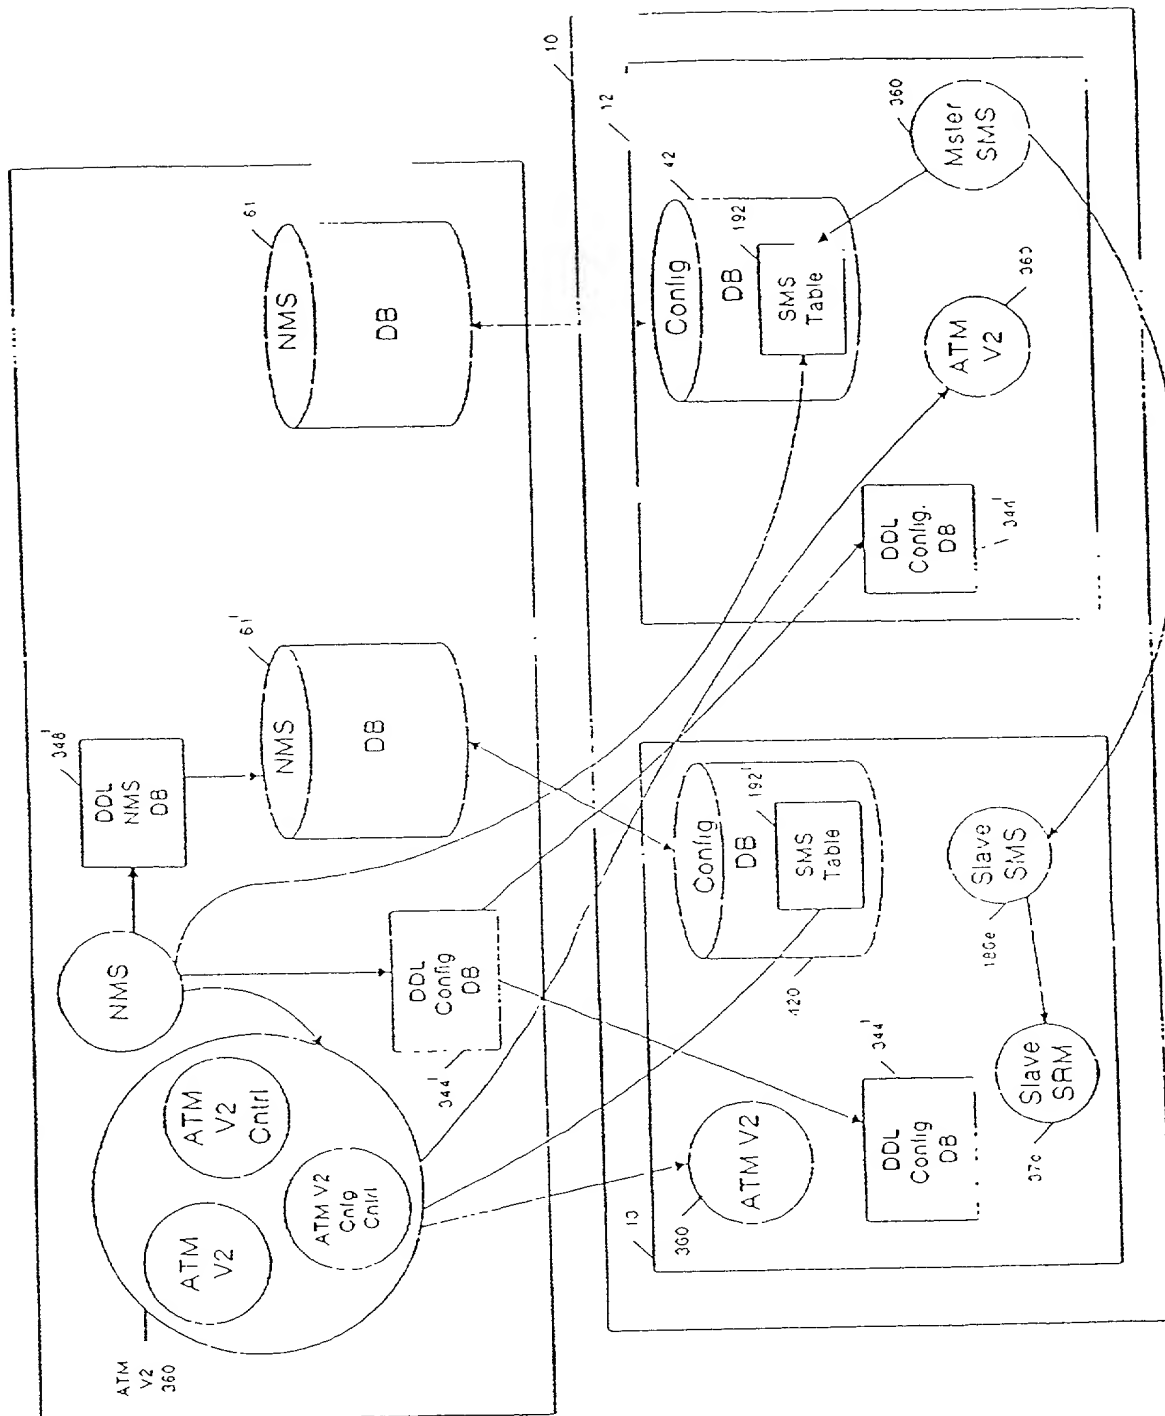 ATM
V2
360
ATM
V2
ATM
V2
Cntrl
ATM V2
Cnfg
Cntrl
NMS
DDL
NMS
DB
348'
DDL
Config
DB
344'
NMS
DB
61'
NMS
DB
61
10
12
13
ATM V2
360
DDL
Config
DB
344'
Slave
SRM
37c
Slave
SMS
Config
DB
192'
SMS
Table
420
DDL
Config.
DB
344'
Config
DB
42
192
SMS
Table
ATM
V2
360
Mster
SMS
360